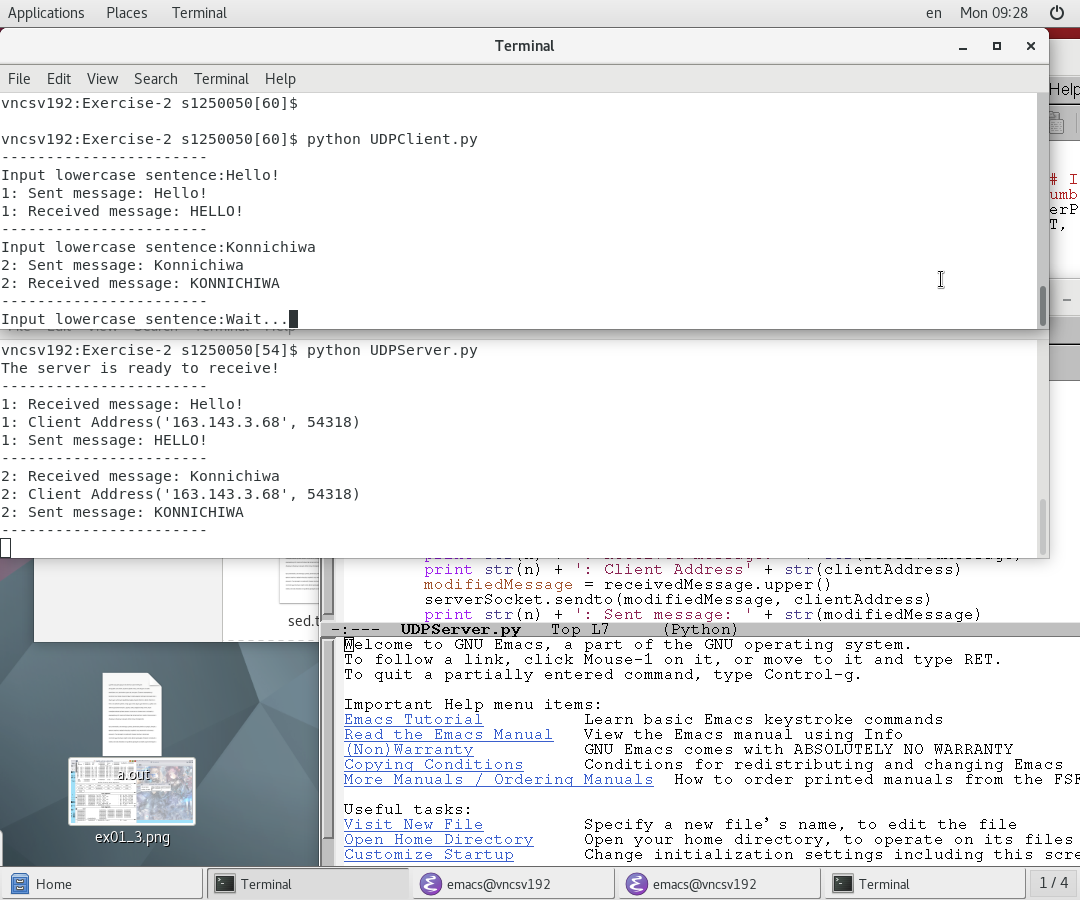 Applications Places Terminal en Mon 09:28
Terminal
File Edit View Search Terminal Help
vncsv192:Exercise-2 s1250050[60]$
vncsv192:Exercise-2 s1250050[60]$ python UDPClient.py
-----------------------
Input lowercase sentence:Hello!
1: Sent message: Hello!
1: Received message: HELLO!
-----------------------
Input lowercase sentence:Konnichiwa
2: Sent message: Konnichiwa
2: Received message: KONNICHIWA
-----------------------
Input lowercase sentence:Wait...
Help
# I
umb
erP
T,
vncsv192:Exercise-2 s1250050[54]$ python UDPServer.py
The server is ready to receive!
-----------------------
1: Received message: Hello!
1: Client Address('163.143.3.68', 54318)
1: Sent message: HELLO!
-----------------------
2: Received message: Konnichiwa
2: Client Address('163.143.3.68', 54318)
2: Sent message: KONNICHIWA
-----------------------
print str(n) + ': Client Address' + str(clientAddress)
modifiedMessage = receivedMessage.upper()
serverSocket.sendto(modifiedMessage, clientAddress)
print str(n) + ': Sent message: ' + str(modifiedMessage)
-:--- UDPServer.py Top L7 (Python)
Welcome to GNU Emacs, a part of the GNU operating system.
To follow a link, click Mouse-1 on it, or move to it and type RET.
To quit a partially entered command, type Control-g.
Important Help menu items:
Emacs Tutorial Learn basic Emacs keystroke commands
Read the Emacs Manual View the Emacs manual using Info
(Non)Warranty GNU Emacs comes with ABSOLUTELY NO WARRANTY
Copying Conditions Conditions for redistributing and changing Emacs
More Manuals / Ordering Manuals How to order printed manuals from the FSF
Useful tasks:
Visit New File Specify a new file's name, to edit the file
Open Home Directory Open your home directory, to operate on its files
Customize Startup Change initialization settings including this scre
sed.t
a.out
ex01_3.png
Home Terminal emacs@vncsv192 emacs@vncsv192 Terminal 1 / 4